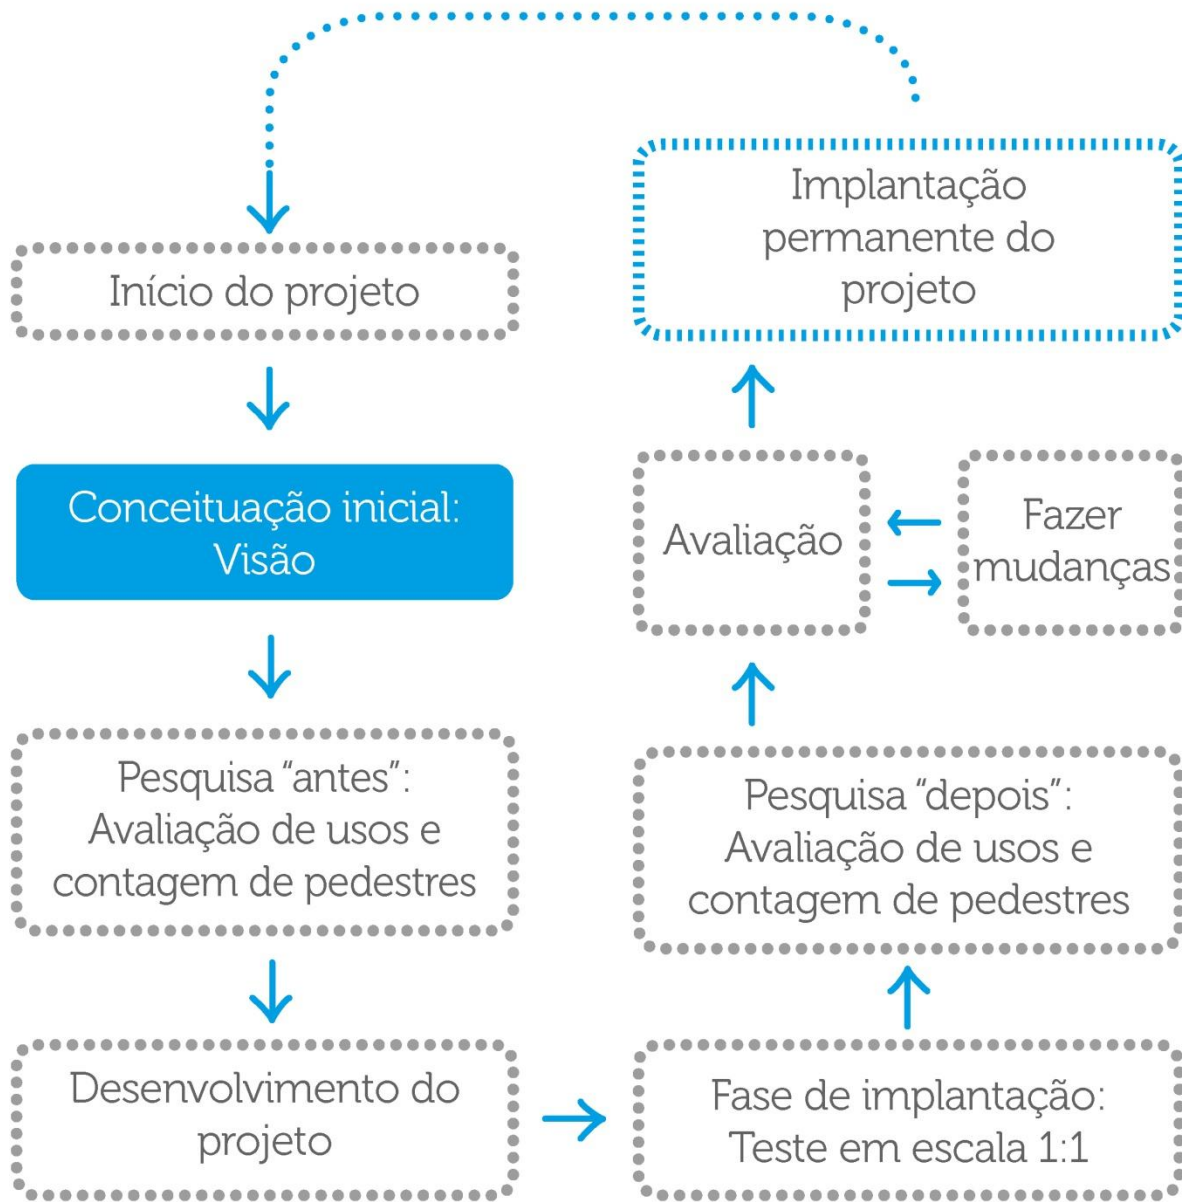 Início do projeto
Conceituação inicial:
Visão
Pesquisa “antes”:
Avaliação de usos e
contagem de pedestres
Desenvolvimento do
projeto
Fase de implantação:
Teste em escala 1:1
Pesquisa “depois”:
Avaliação de usos e
contagem de pedestres
Avaliação
Fazer
mudanças
Implantação
permanente do
projeto